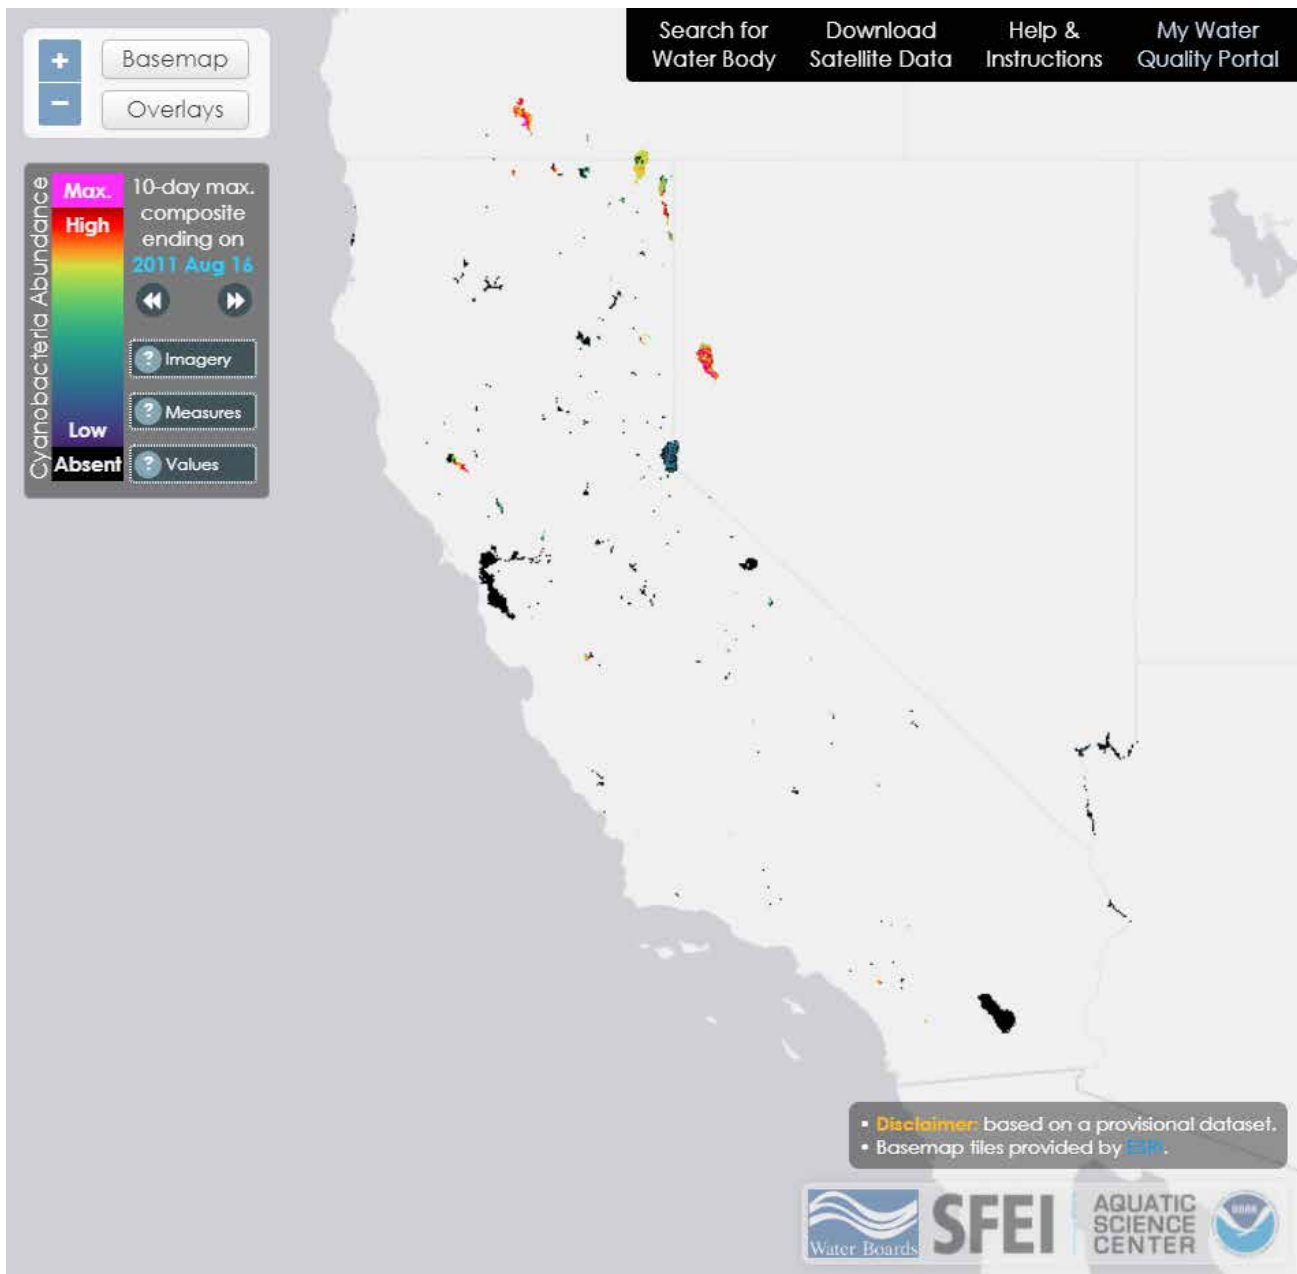 Search for
Water Body
Download
Satellite Data
Help &
Instructions
My Water
Quality Portal
+
Basemap
−
Overlays
Cyanobacteria Abundance
Max.
High
Low
Absent
10-day max.
composite
ending on
2011 Aug 16
? Imagery
? Measures
? Values
• Disclaimer: based on a provisional dataset.
• Basemap files provided by ESRI.
Water Boards
SFEI
AQUATIC
SCIENCE
CENTER
NOAA